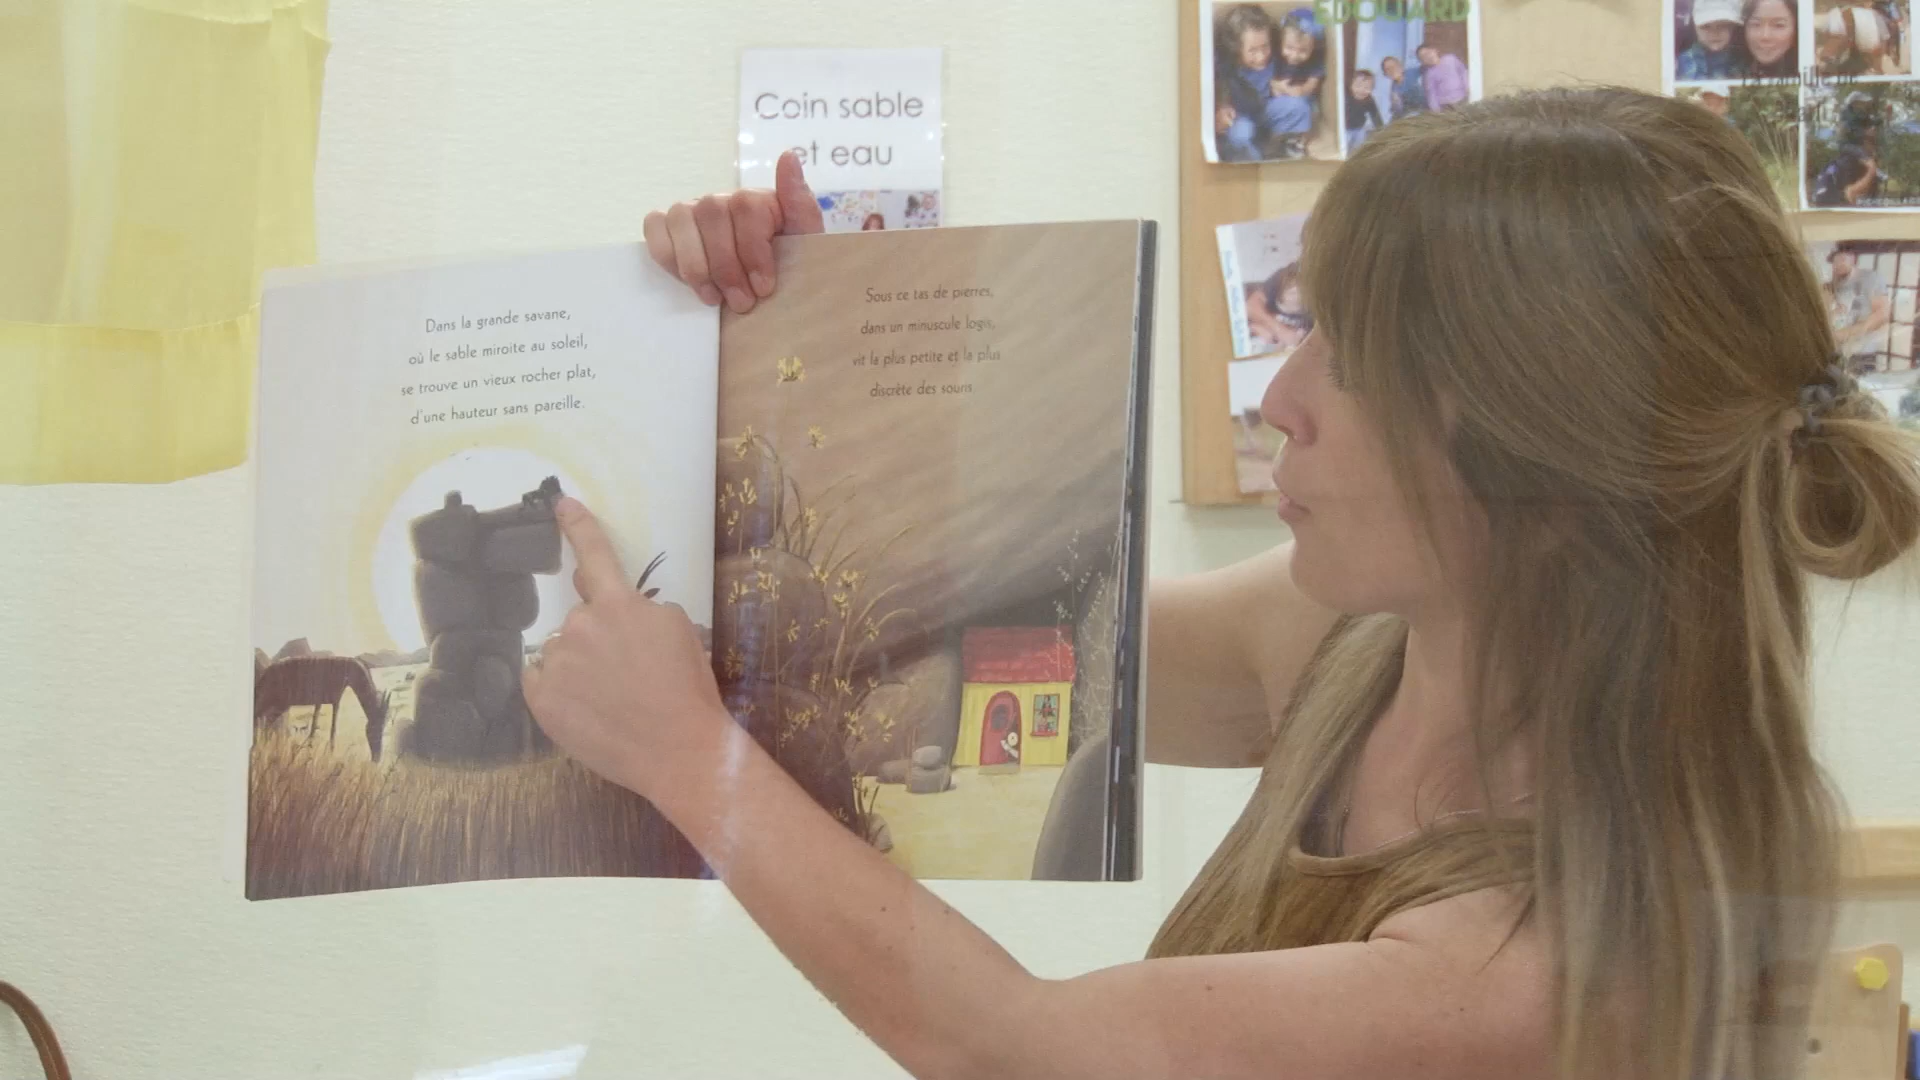 EDOUARD
Coin sable
et eau
Dans la grande savane,
où le sable miroite au soleil,
se trouve un vieux rocher plat,
d'une hauteur sans pareille.
Sous ce tas de pierres,
dans un minuscule logis,
vit la plus petite et la plus
discrète des souris